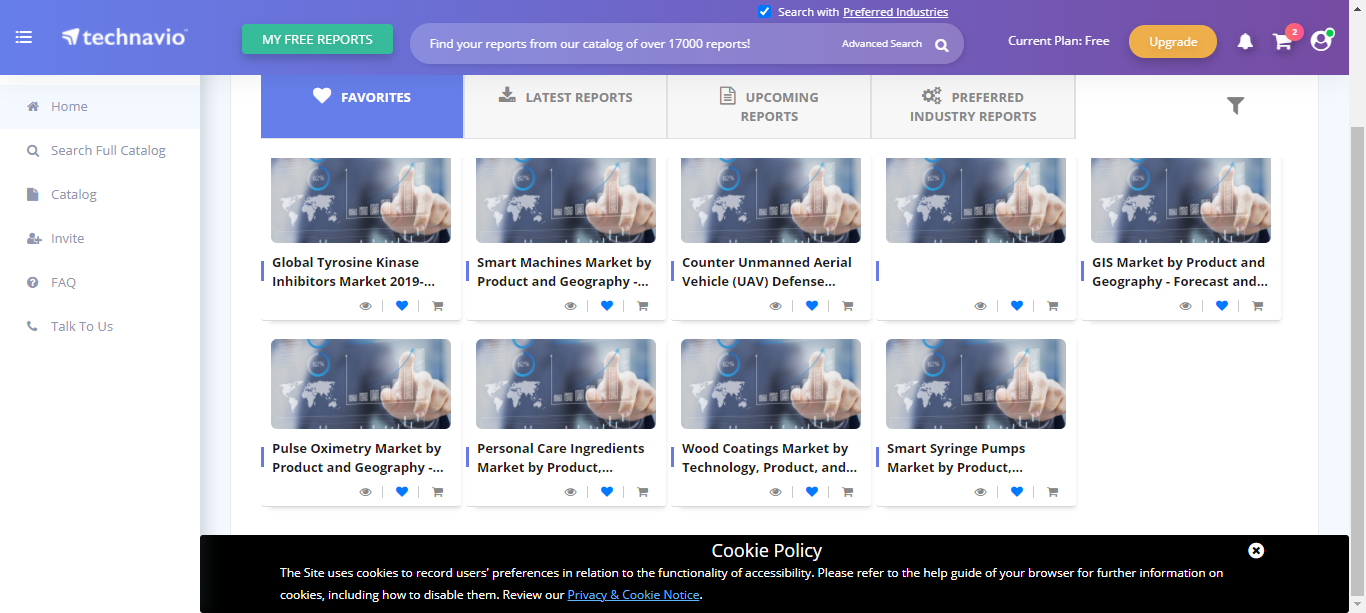 Search with Preferred Industries
technavio
MY FREE REPORTS
Find your reports from our catalog of over 17000 reports!
Advanced Search
Current Plan: Free
Upgrade
2
Home
Search Full Catalog
Catalog
Invite
FAQ
Talk To Us
FAVORITES
LATEST REPORTS
UPCOMING
REPORTS
PREFERRED
INDUSTRY REPORTS
Global Tyrosine Kinase
Inhibitors Market 2019-...
Smart Machines Market by
Product and Geography -...
Counter Unmanned Aerial
Vehicle (UAV) Defense...
GIS Market by Product and
Geography - Forecast and...
Pulse Oximetry Market by
Product and Geography -...
Personal Care Ingredients
Market by Product,...
Wood Coatings Market by
Technology, Product, and...
Smart Syringe Pumps
Market by Product,...
Cookie Policy
The Site uses cookies to record users' preferences in relation to the functionality of accessibility. Please refer to the help guide of your browser for further information on
cookies, including how to disable them. Review our Privacy & Cookie Notice.